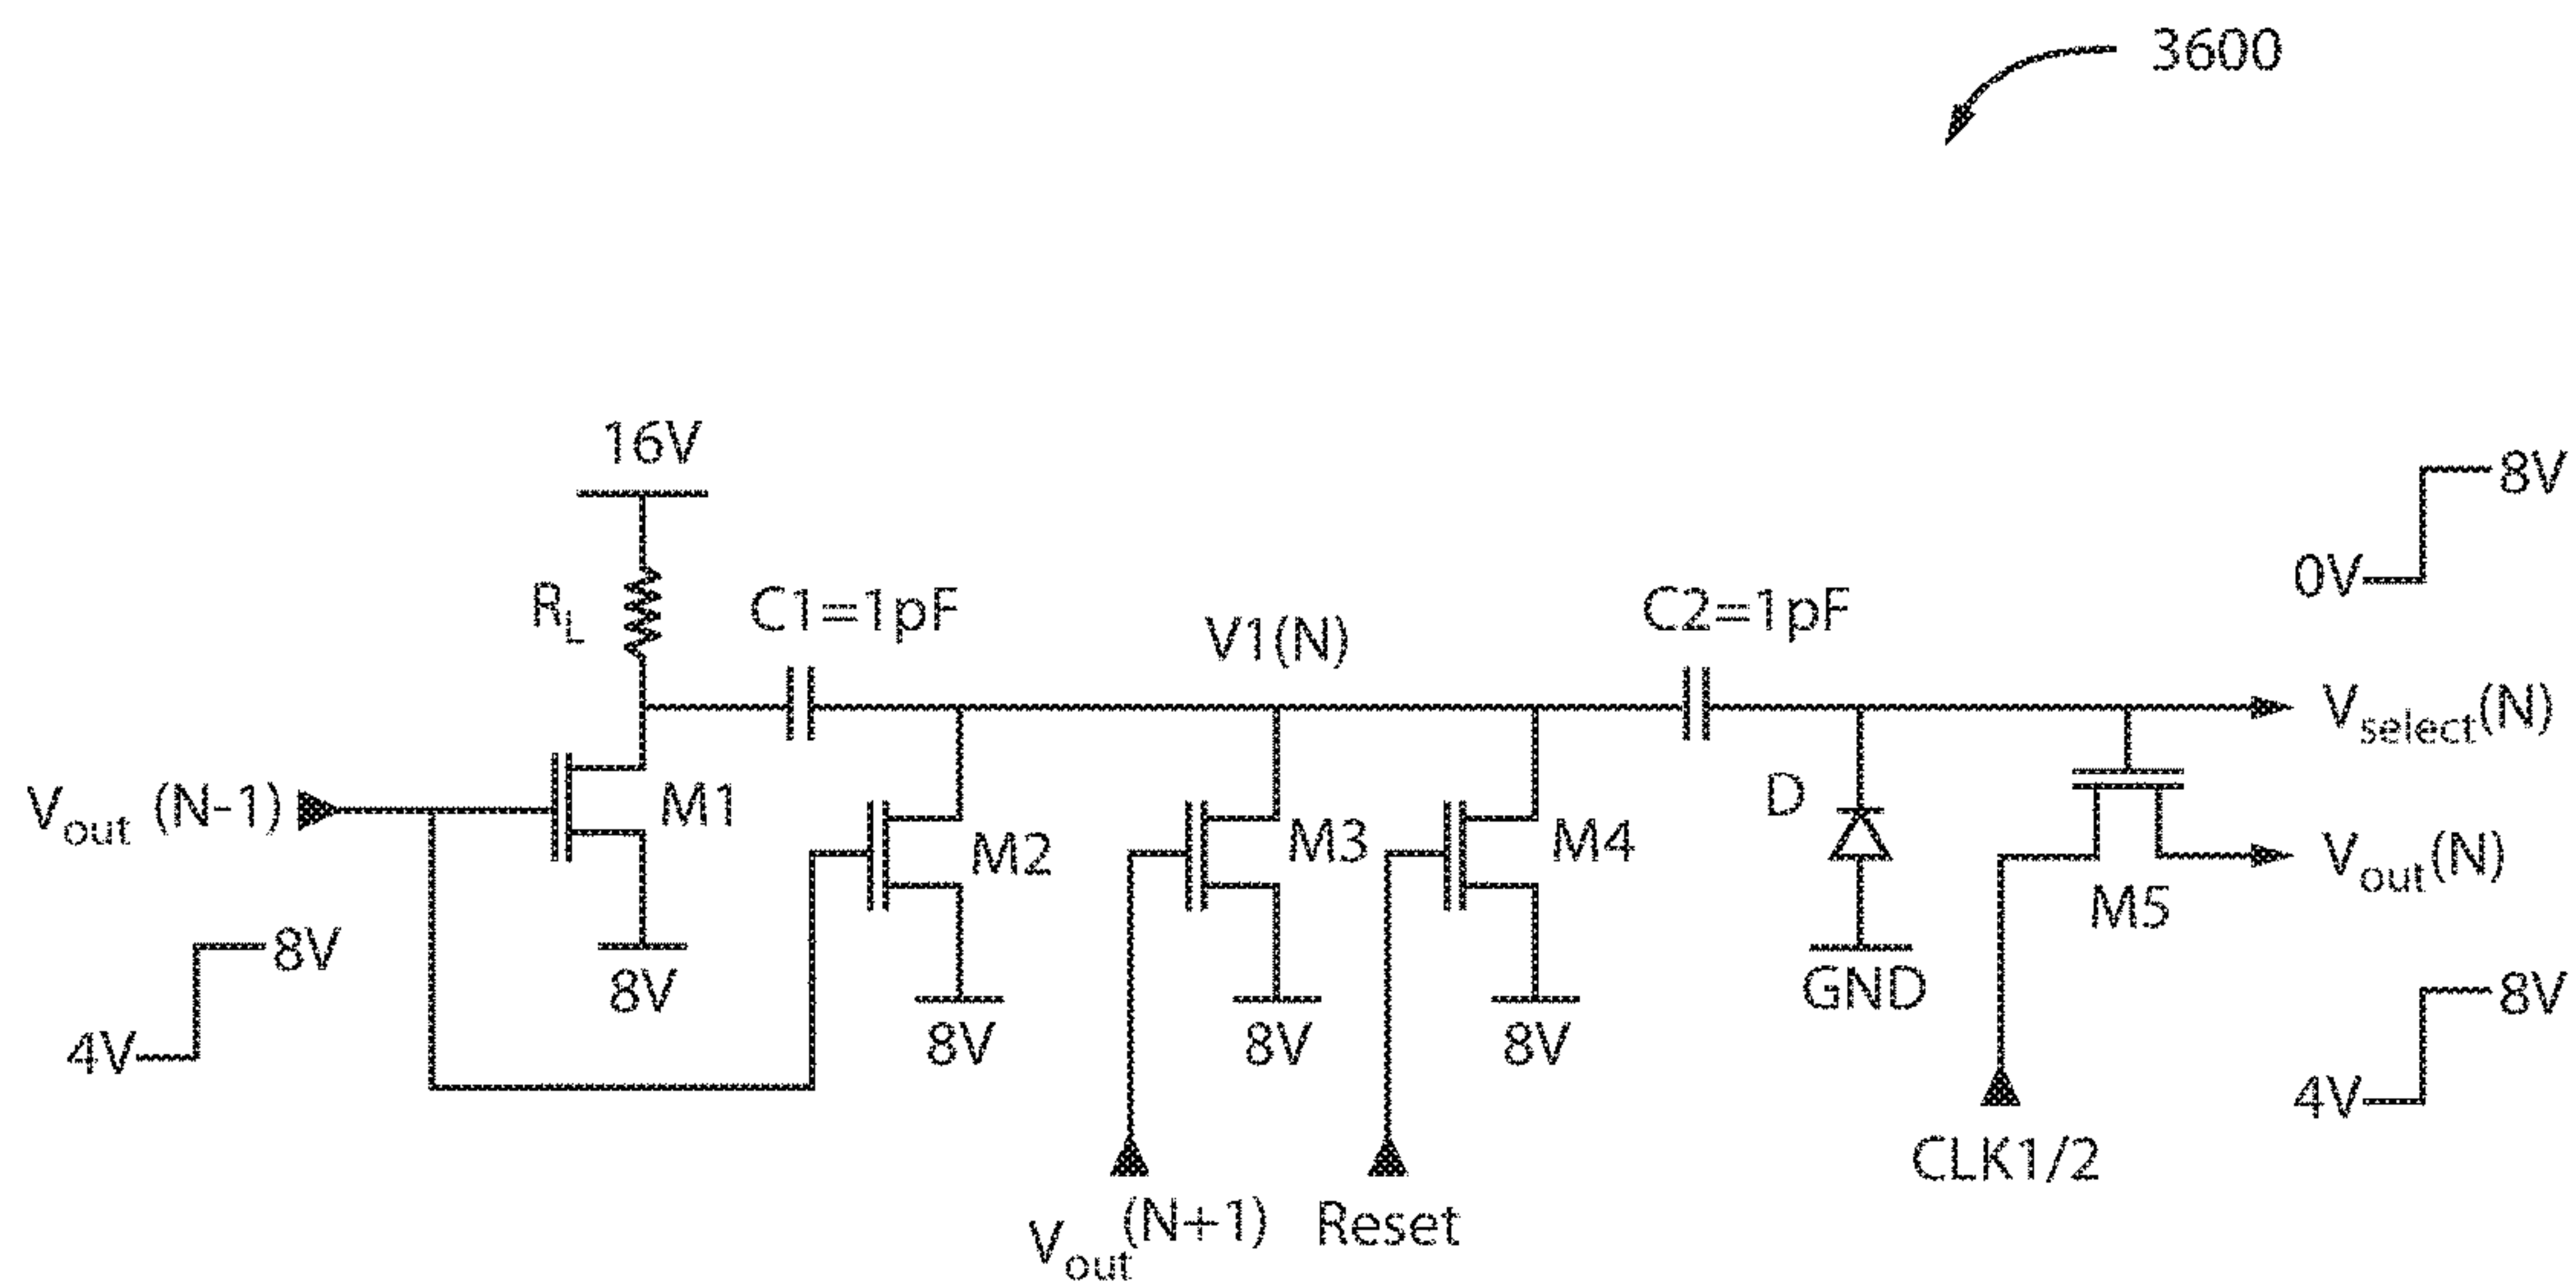 3600
16V
R_L
C1=1pF
V1(N)
C2=1pF
8V
0V
V_select(N)
V_out (N-1)
M1
M2
M3
M4
D
M5
V_out(N)
8V
4V
8V
8V
8V
8V
GND
8V
4V
CLK1/2
V_out(N+1)
Reset